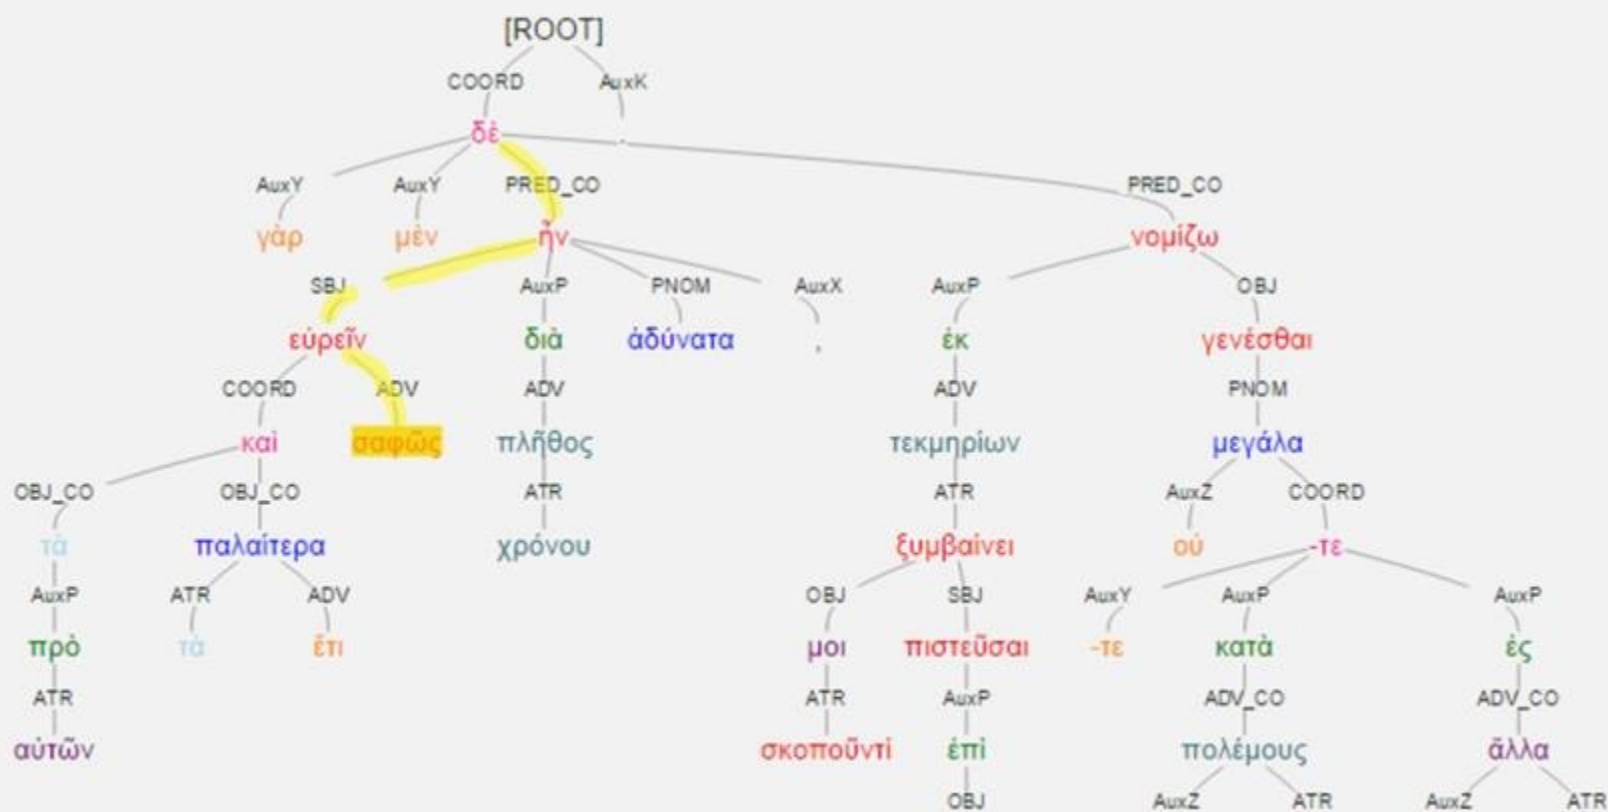 [ROOT]
COORD AuxK
δὲ .
AuxY AuxY PRED_CO PRED_CO
γὰρ μὲν ἦν νομίζω
SBJ AuxP PNOM AuxX AuxP OBJ
εὑρεῖν διὰ ἀδύνατα , ἐκ γενέσθαι
COORD ADV ADV ADV PNOM
καὶ σαφῶς πλῆθος τεκμηρίων μεγάλα
OBJ_CO OBJ_CO ATR ATR AuxZ COORD
τὰ παλαίτερα χρόνου ξυμβαίνει οὐ -τε
AuxP ATR ADV OBJ SBJ AuxY AuxP AuxP
πρὸ τὰ ἔτι μοι πιστεῦσαι -τε κατὰ ἐς
ATR ATR AuxP ADV_CO ADV_CO
αὐτῶν σκοποῦντί ἐπὶ πολέμους ἄλλα
OBJ AuxZ ATR AuxZ ATR